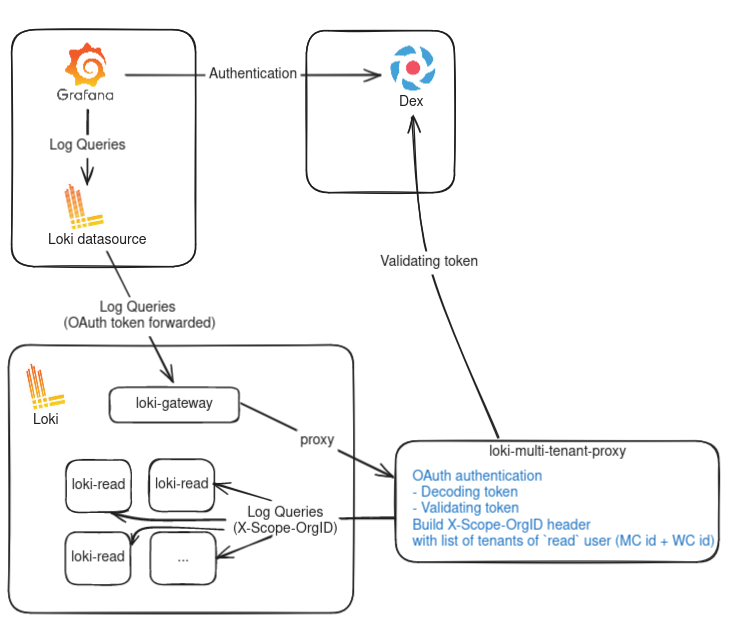 Grafana
Authentication
Dex
Log Queries
Loki datasource
Validating token
Log Queries
(OAuth token forwarded)
Loki
loki-gateway
proxy
loki-multi-tenant-proxy
OAuth authentication
- Decoding token
- Validating token
Build X-Scope-OrgID header
with list of tenants of `read` user (MC id + WC id)
loki-read
loki-read
Log Queries
(X-Scope-OrgID)
loki-read
...